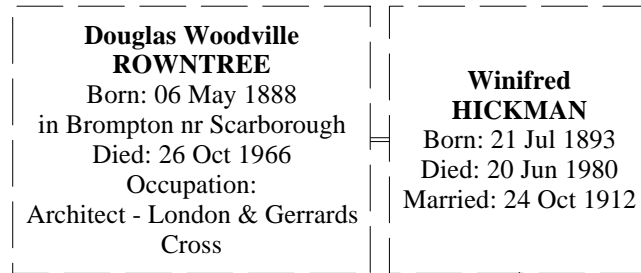 Douglas Woodville
ROWNTREE
Born: 06 May 1888
in Brompton nr Scarborough
Died: 26 Oct 1966
Occupation:
Architect - London & Gerrards
Cross
Winifred
HICKMAN
Born: 21 Jul 1893
Died: 20 Jun 1980
Married: 24 Oct 1912